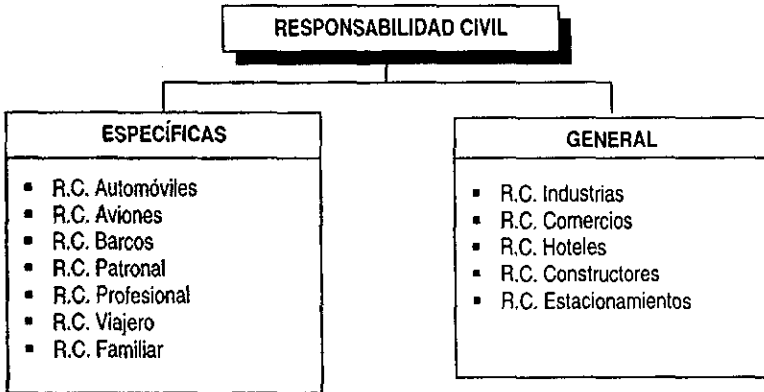 RESPONSABILIDAD CIVIL
ESPECÍFICAS
▪ R.C. Automóviles
▪ R.C. Aviones
▪ R.C. Barcos
▪ R.C. Patronal
▪ R.C. Profesional
▪ R.C. Viajero
▪ R.C. Familiar
GENERAL
▪ R.C. Industrias
▪ R.C. Comercios
▪ R.C. Hoteles
▪ R.C. Constructores
▪ R.C. Estacionamientos